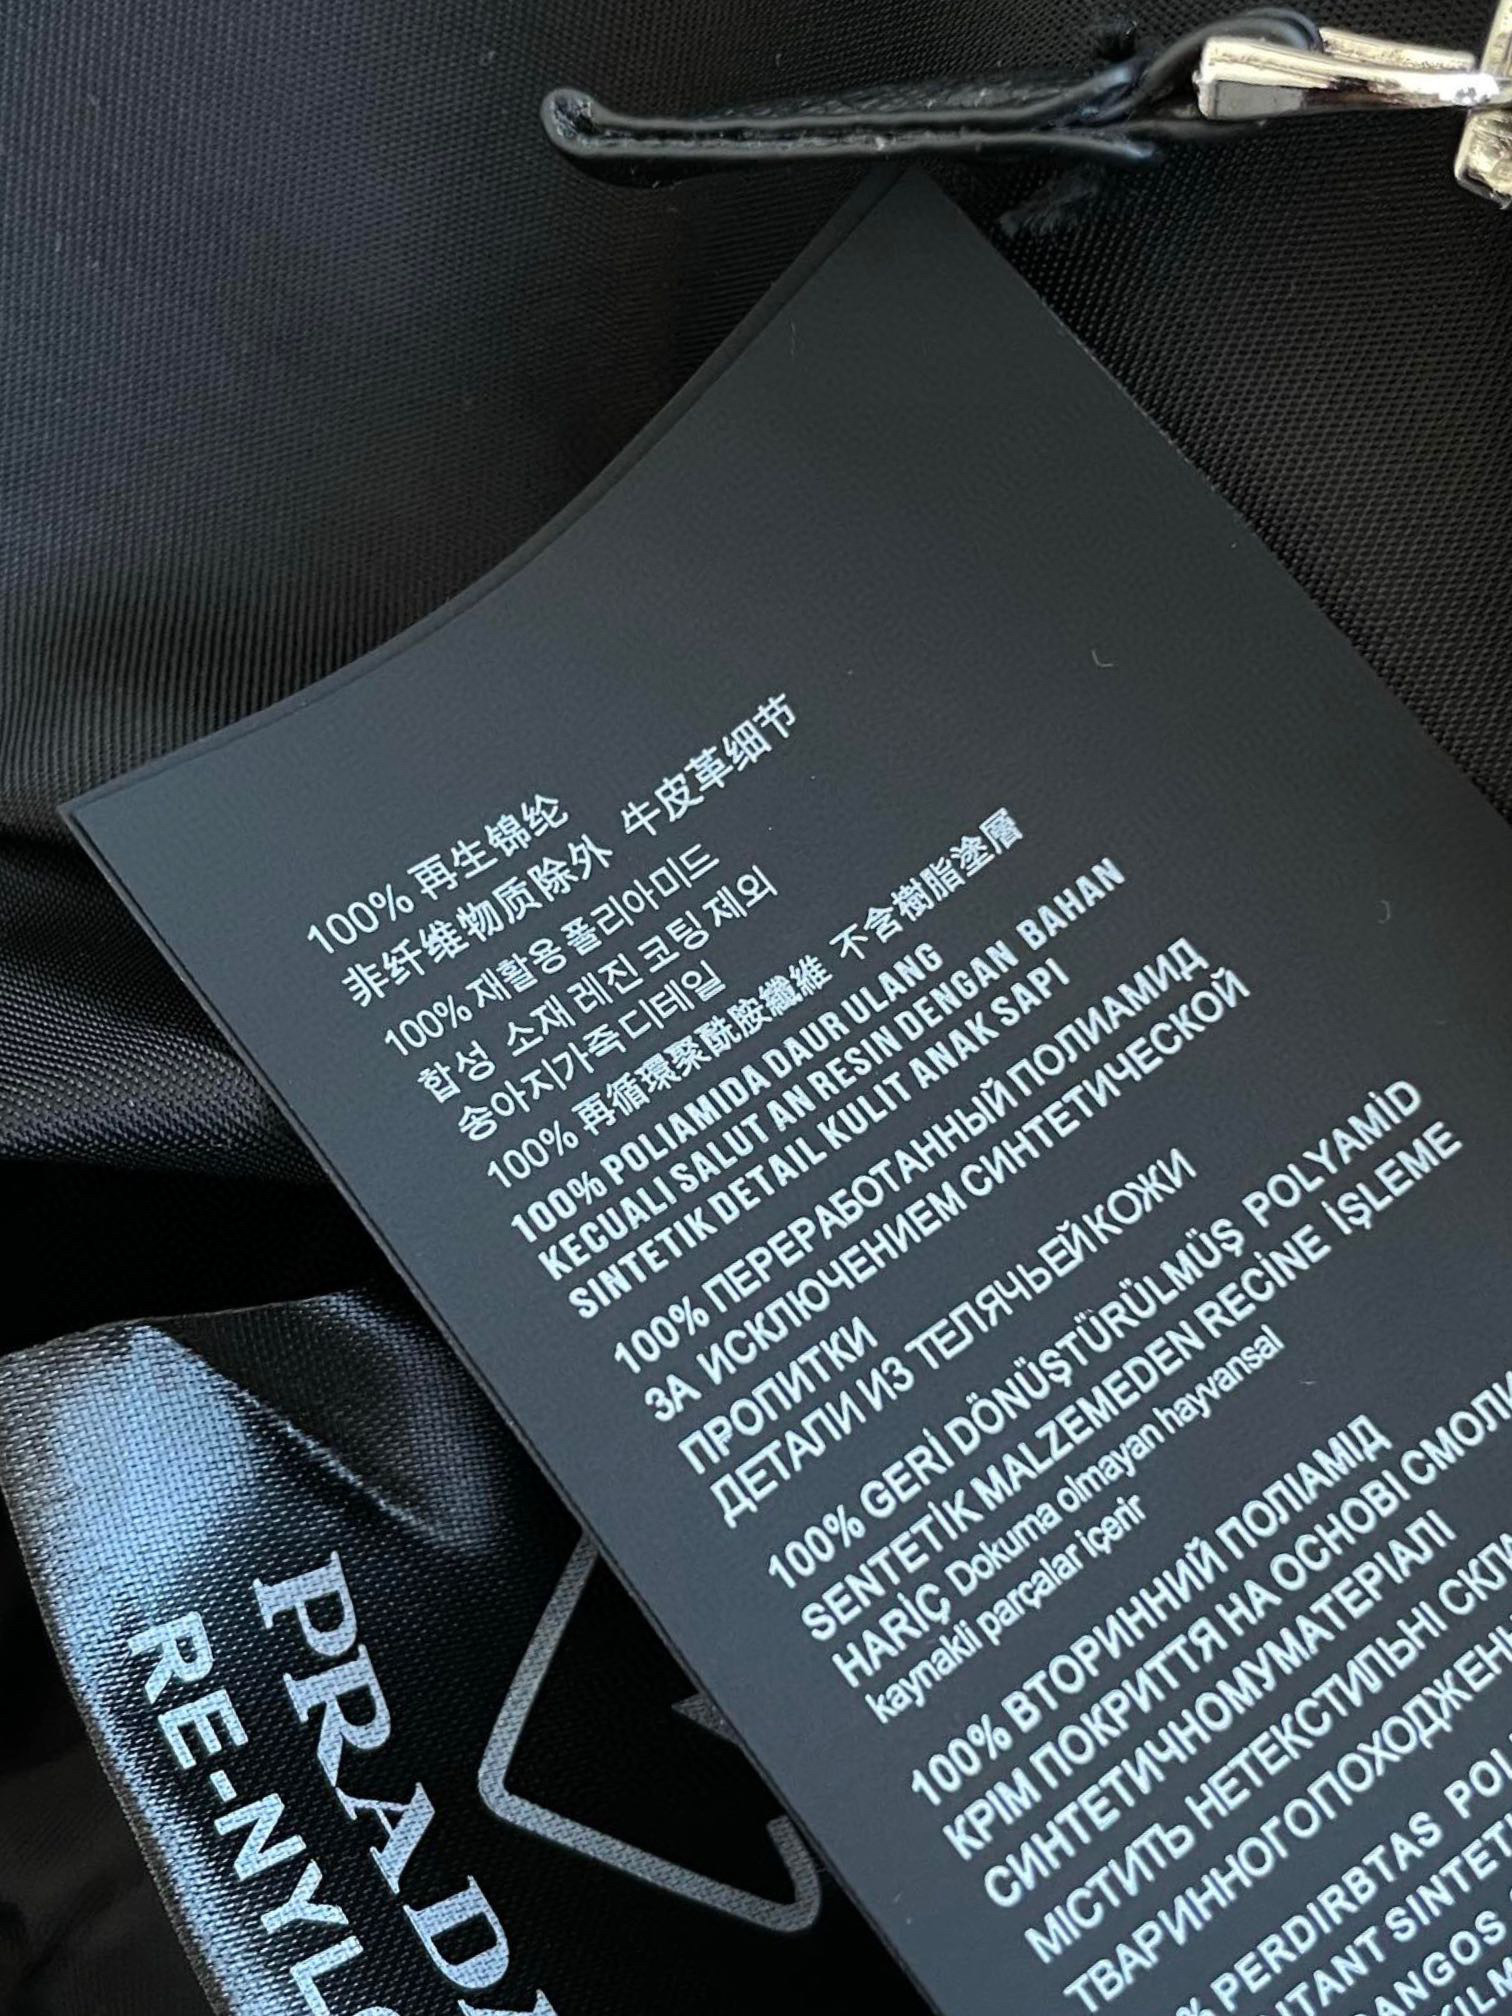 100% 再生锦纶
非纤维物质除外 牛皮革细节
100% 재활용 폴리아미드
합성 소재 레진 코팅 제외
송아지가죽 디테일
100% 再循環聚酰胺纖維 不含樹脂塗層
100% POLIAMIDA DAUR ULANG
KECUALI SALUT AN RESIN DENGAN BAHAN
SINTETIK DETAIL KULIT ANAK SAPI
100% ПЕРЕРАБОТАННЫЙ ПОЛИАМИД
ЗА ИСКЛЮЧЕНИЕМ СИНТЕТИЧЕСКОЙ
ПРОПИТКИ
ДЕТАЛИ ИЗ ТЕЛЯЧЬЕЙ КОЖИ
100% GERİ DÖNÜŞTÜRÜLMÜŞ POLYAMİD
SENTETİK MALZEMEDEN RECİNE İŞLEME
HARİÇ Dokuma olmayan hayvansal
kaynakli parçalar içerir
100% ВТОРИННИЙ ПОЛІАМІД
КРІМ ПОКРИТТЯ НА ОСНОВІ СМОЛИ
СИНТЕТИЧНОМУМАТЕРІАЛІ
МІСТИТЬ НЕТЕКСТИЛЬНІ
ТВАРИННОГОПОХОДЖЕН
PERDIRBTAS
PRADA
RE-NYL